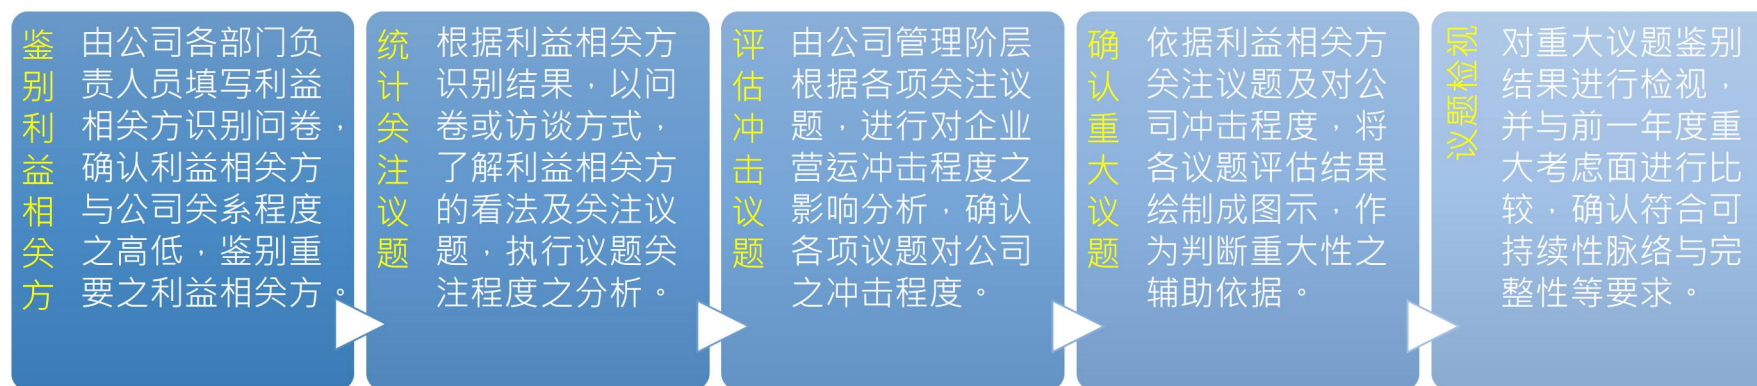 鉴别利益相关方
由公司各部门负
责人员填写利益
相关方识别问卷，
确认利益相关方
与公司关系程度
之高低，鉴别重
要之利益相关方。
统计关注议题
根据利益相关方
识别结果，以问
卷或访谈方式，
了解利益相关方
的看法及关注议
题，执行议题关
注程度之分析。
评估冲击议题
由公司管理阶层
根据各项关注议
题，进行对企业
营运冲击程度之
影响分析，确认
各项议题对公司
之冲击程度。
确认重大议题
依据利益相关方
关注议题及对公
司冲击程度，将
各议题评估结果
绘制成图示，作
为判断重大性之
辅助依据。
议题检视
对重大议题鉴别
结果进行检视，
并与前一年度重
大考虑面进行比
较，确认符合可
持续性脉络与完
整性等要求。